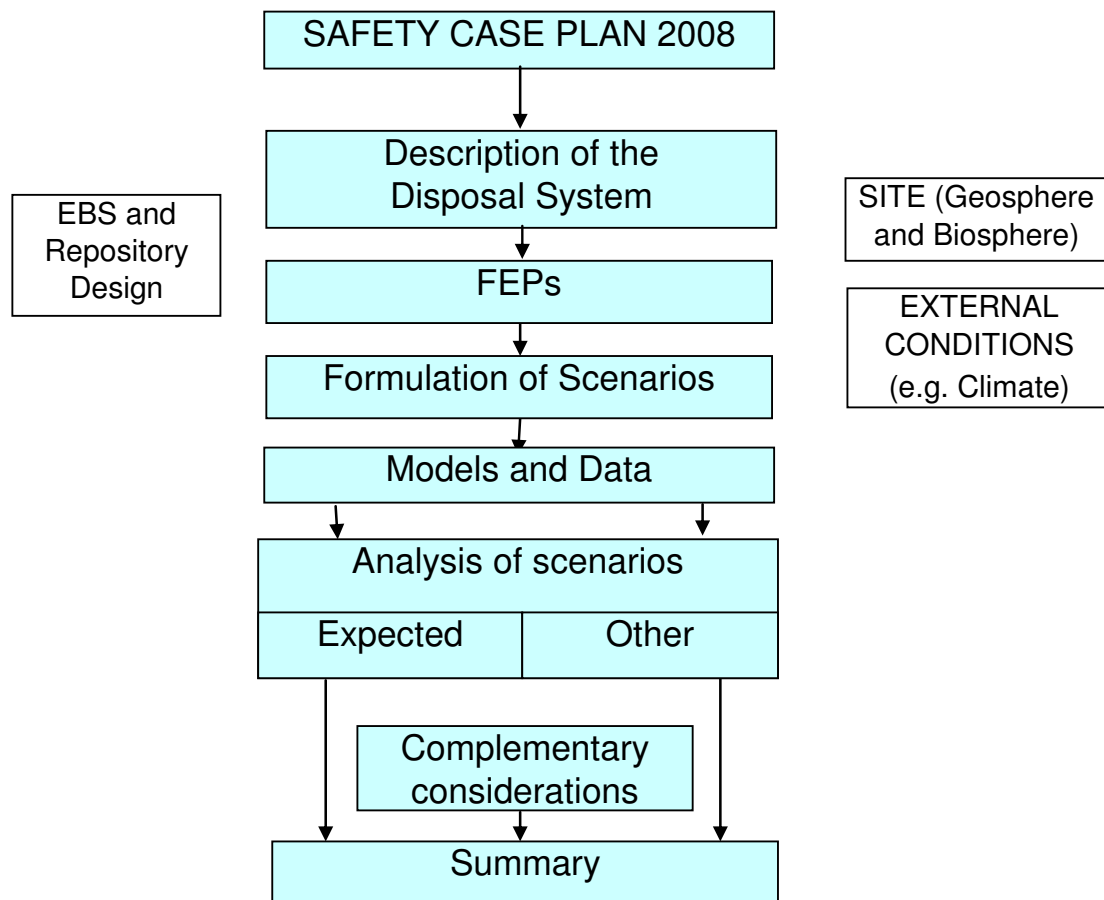 SAFETY CASE PLAN 2008
Description of the
Disposal System
EBS and
Repository
Design
SITE (Geosphere
and Biosphere)
FEPs
EXTERNAL
CONDITIONS
(e.g. Climate)
Formulation of Scenarios
Models and Data
Analysis of scenarios
Expected
Other
Complementary
considerations
Summary